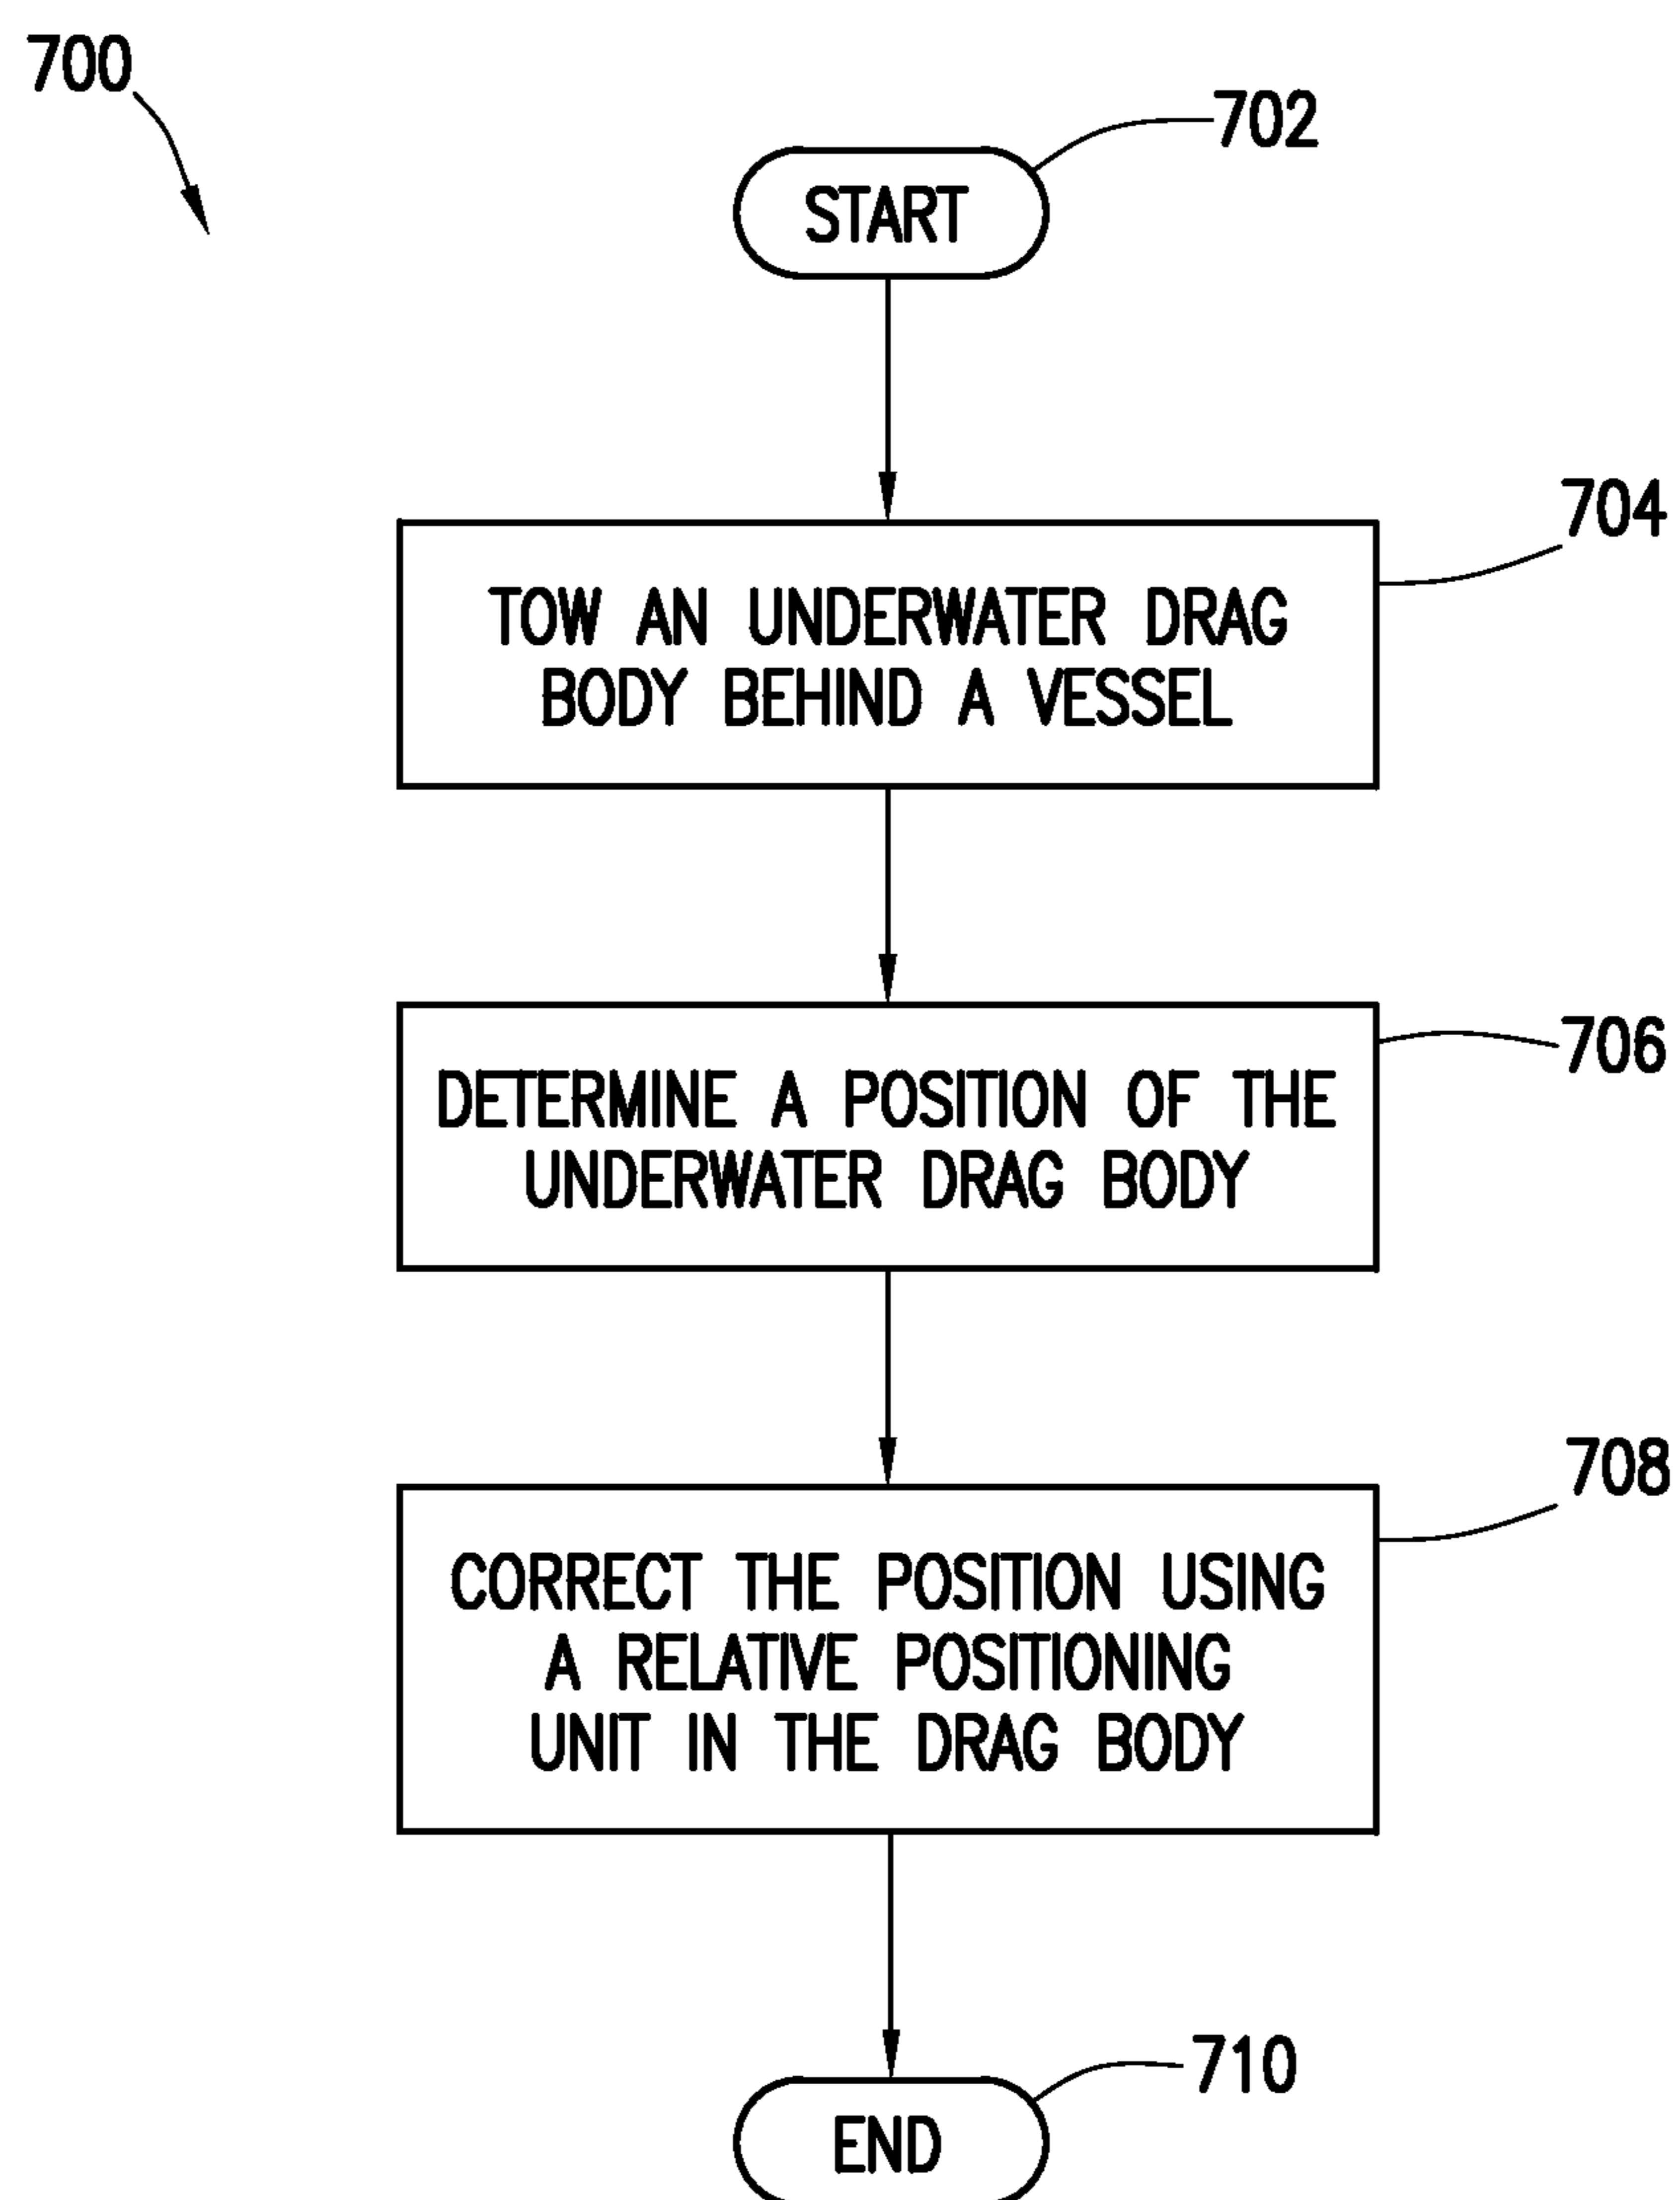 700
702
START
704
TOW AN UNDERWATER DRAG
BODY BEHIND A VESSEL
706
DETERMINE A POSITION OF THE
UNDERWATER DRAG BODY
708
CORRECT THE POSITION USING
A RELATIVE POSITIONING
UNIT IN THE DRAG BODY
710
END